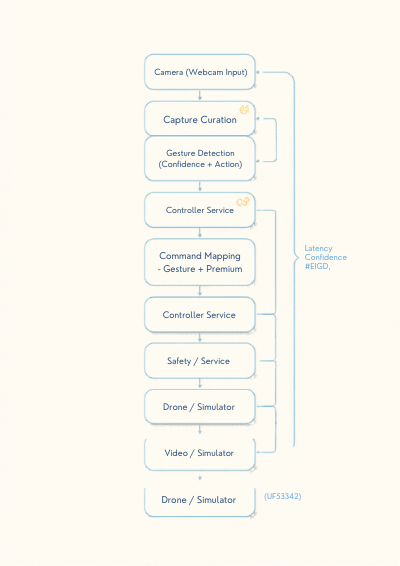 Camera (Webcam Input)
Capture Curation
Gesture Detection
(Confidence + Action)
Controller Service
Command Mapping
- Gesture + Premium
Latency
Confidence
#EIGD,
Controller Service
Safety / Service
Drone / Simulator
Video / Simulator
Drone / Simulator
(UF53342)